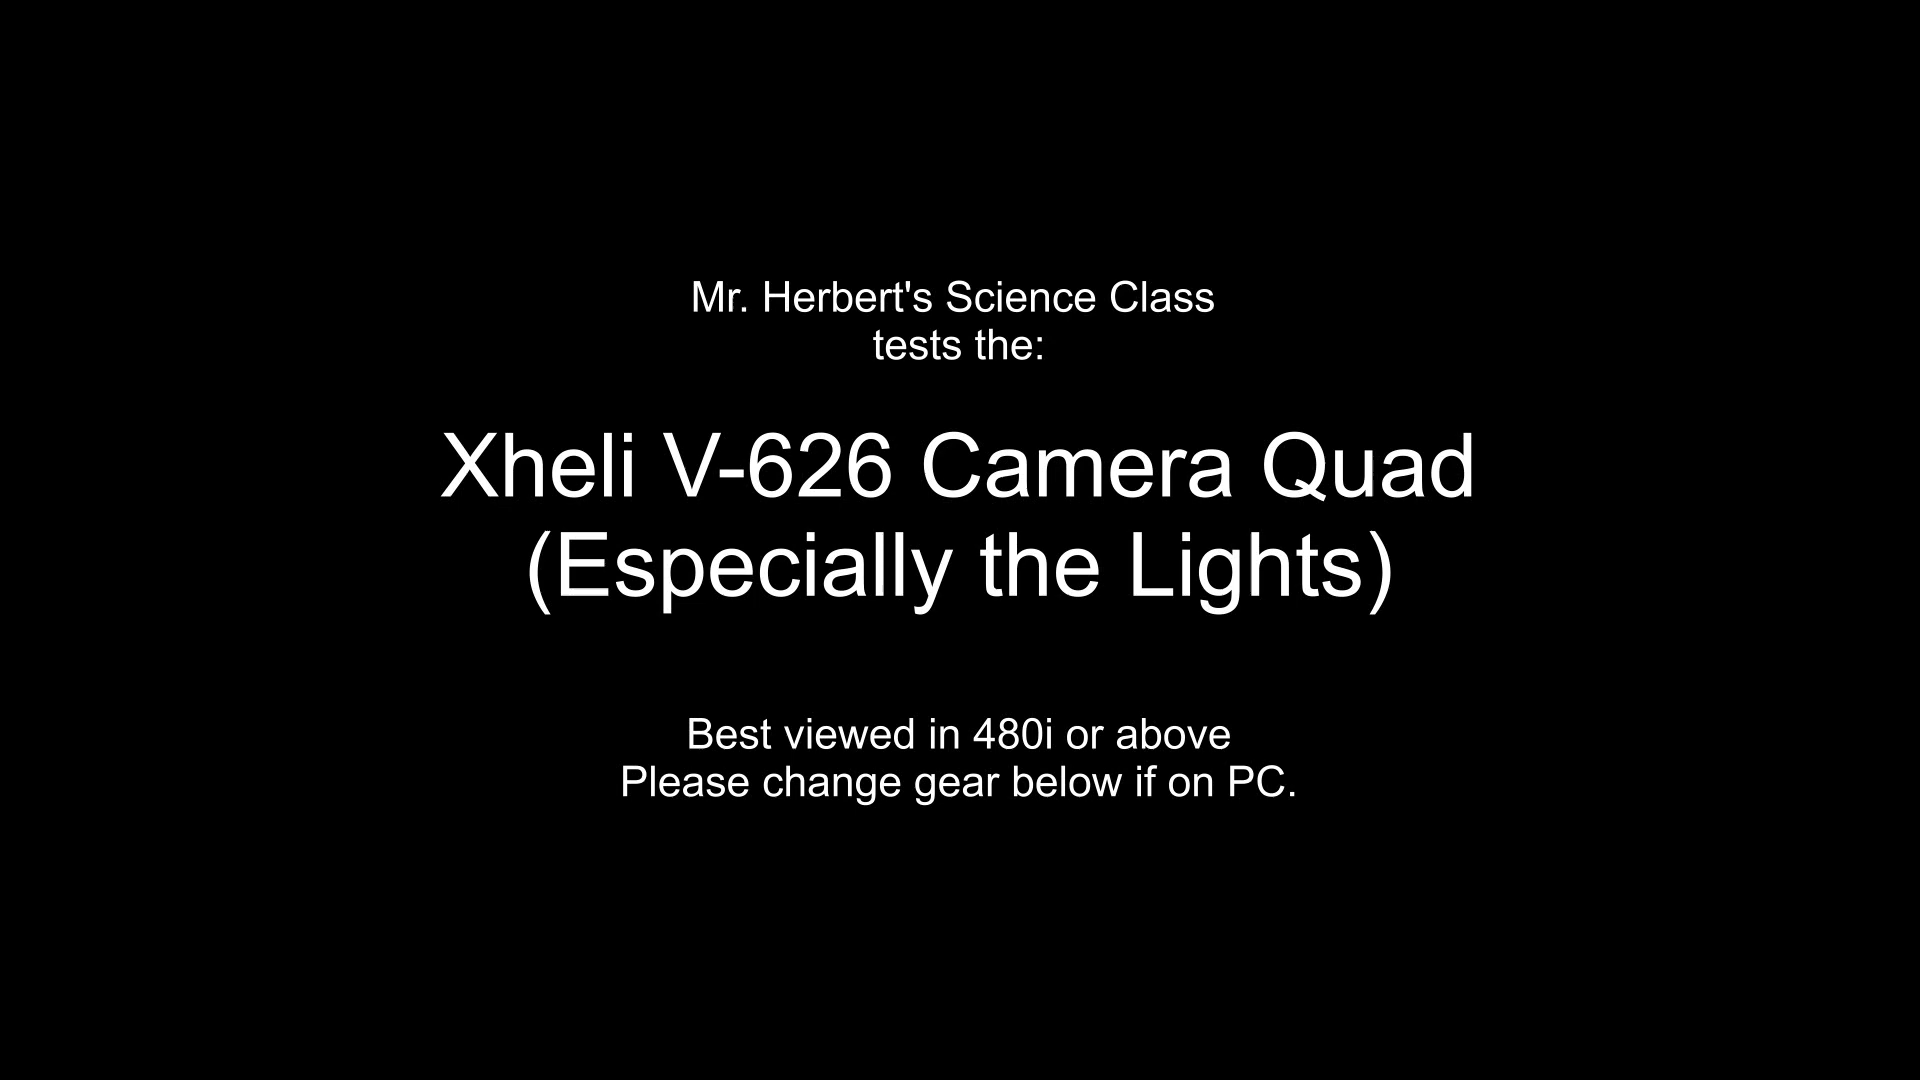 Mr. Herbert's Science Class
tests the:
Xheli V-626 Camera Quad
(Especially the Lights)
Best viewed in 480i or above
Please change gear below if on PC.